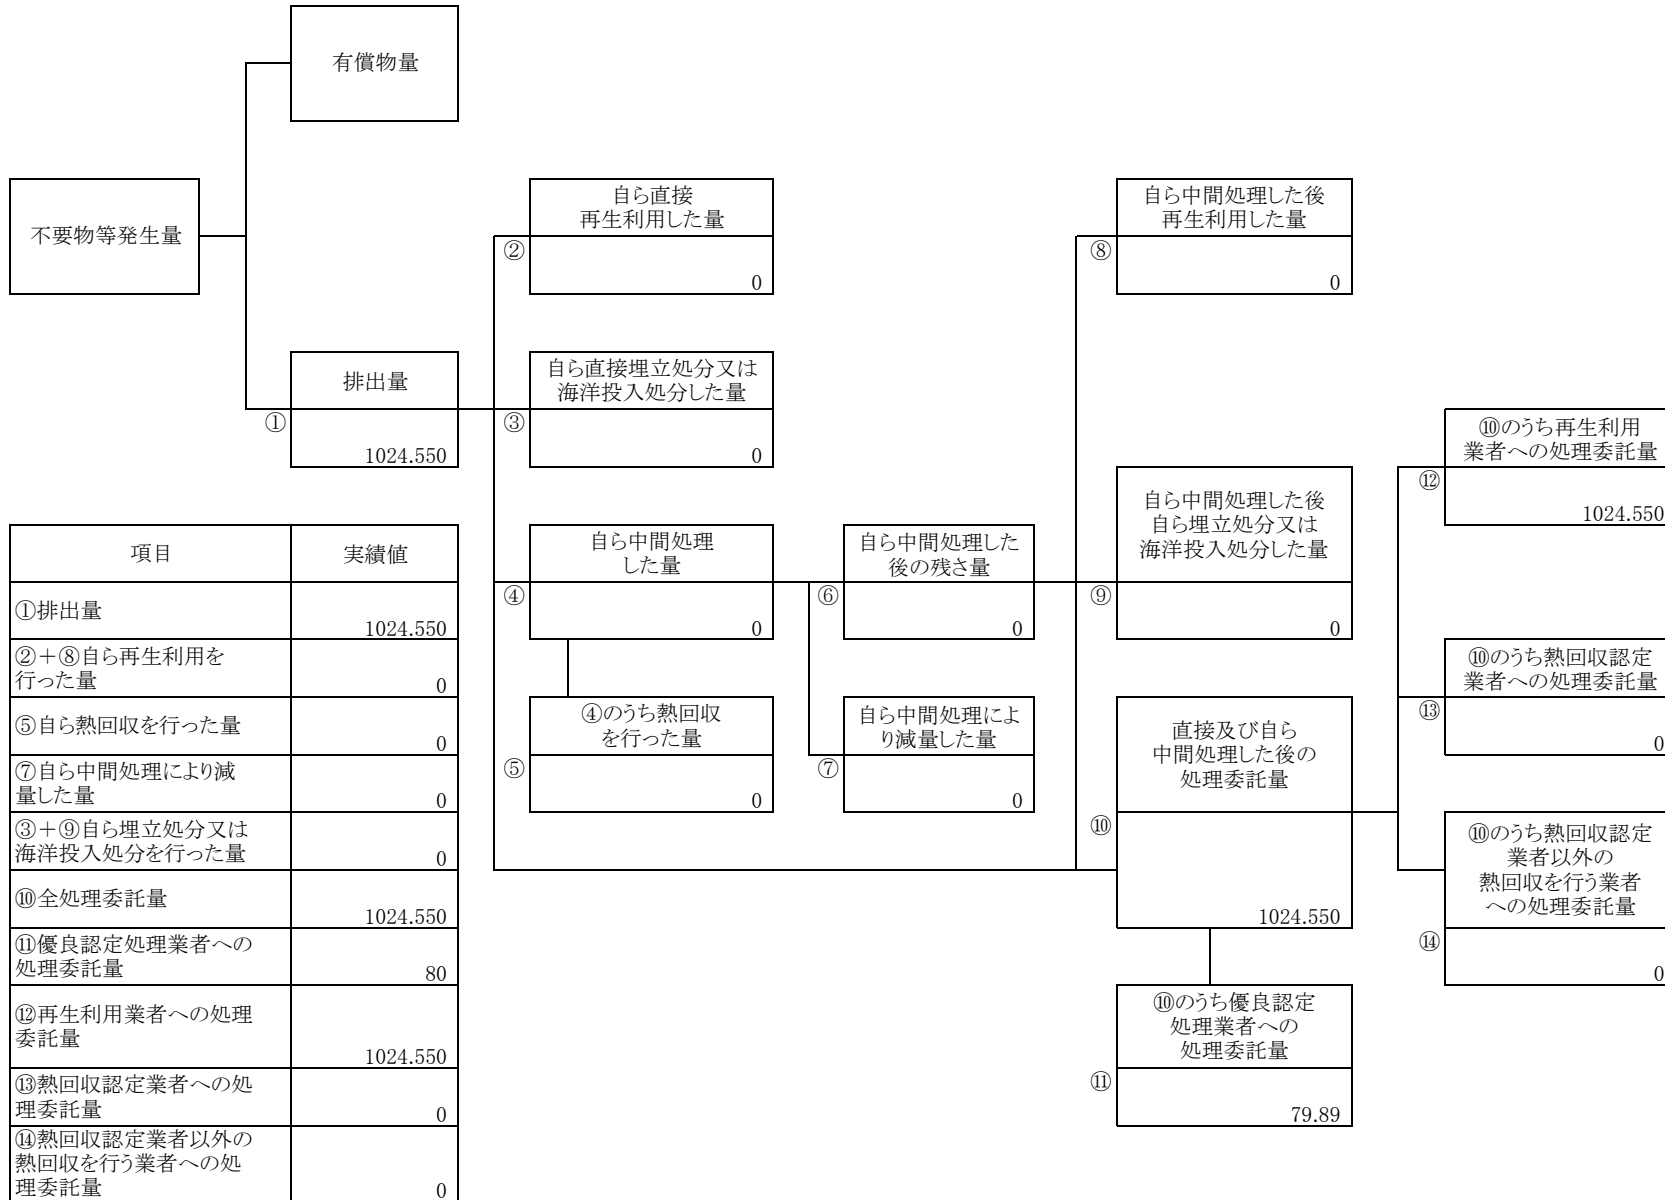 有償物量
不要物等発生量
排出量
①
1024.550
自ら直接
再生利用した量
②
0
自ら直接埋立処分又は
海洋投入処分した量
③
0
自ら中間処理
した量
④
0
④のうち熱回収
を行った量
⑤
0
自ら中間処理した
後の残さ量
⑥
0
自ら中間処理によ
り減量した量
⑦
0
自ら中間処理した後
再生利用した量
⑧
0
自ら中間処理した後
自ら埋立処分又は
海洋投入処分した量
⑨
0
直接及び自ら
中間処理した後の
処理委託量
⑩
1024.550
⑩のうち優良認定
処理業者への
処理委託量
⑪
79.89
⑩のうち再生利用
業者への処理委託量
⑫
1024.550
⑩のうち熱回収認定
業者への処理委託量
⑬
0
⑩のうち熱回収認定
業者以外の
熱回収を行う業者
への処理委託量
⑭
0
項目 実績値
①排出量
1024.550
②+⑧自ら再生利用を
行った量
0
⑤自ら熱回収を行った量
0
⑦自ら中間処理により減
量した量
0
③+⑨自ら埋立処分又は
海洋投入処分を行った量
0
⑩全処理委託量
1024.550
⑪優良認定処理業者への
処理委託量
80
⑫再生利用業者への処理
委託量
1024.550
⑬熱回収認定業者への処
理委託量
0
⑭熱回収認定業者以外の
熱回収を行う業者への処
理委託量
0